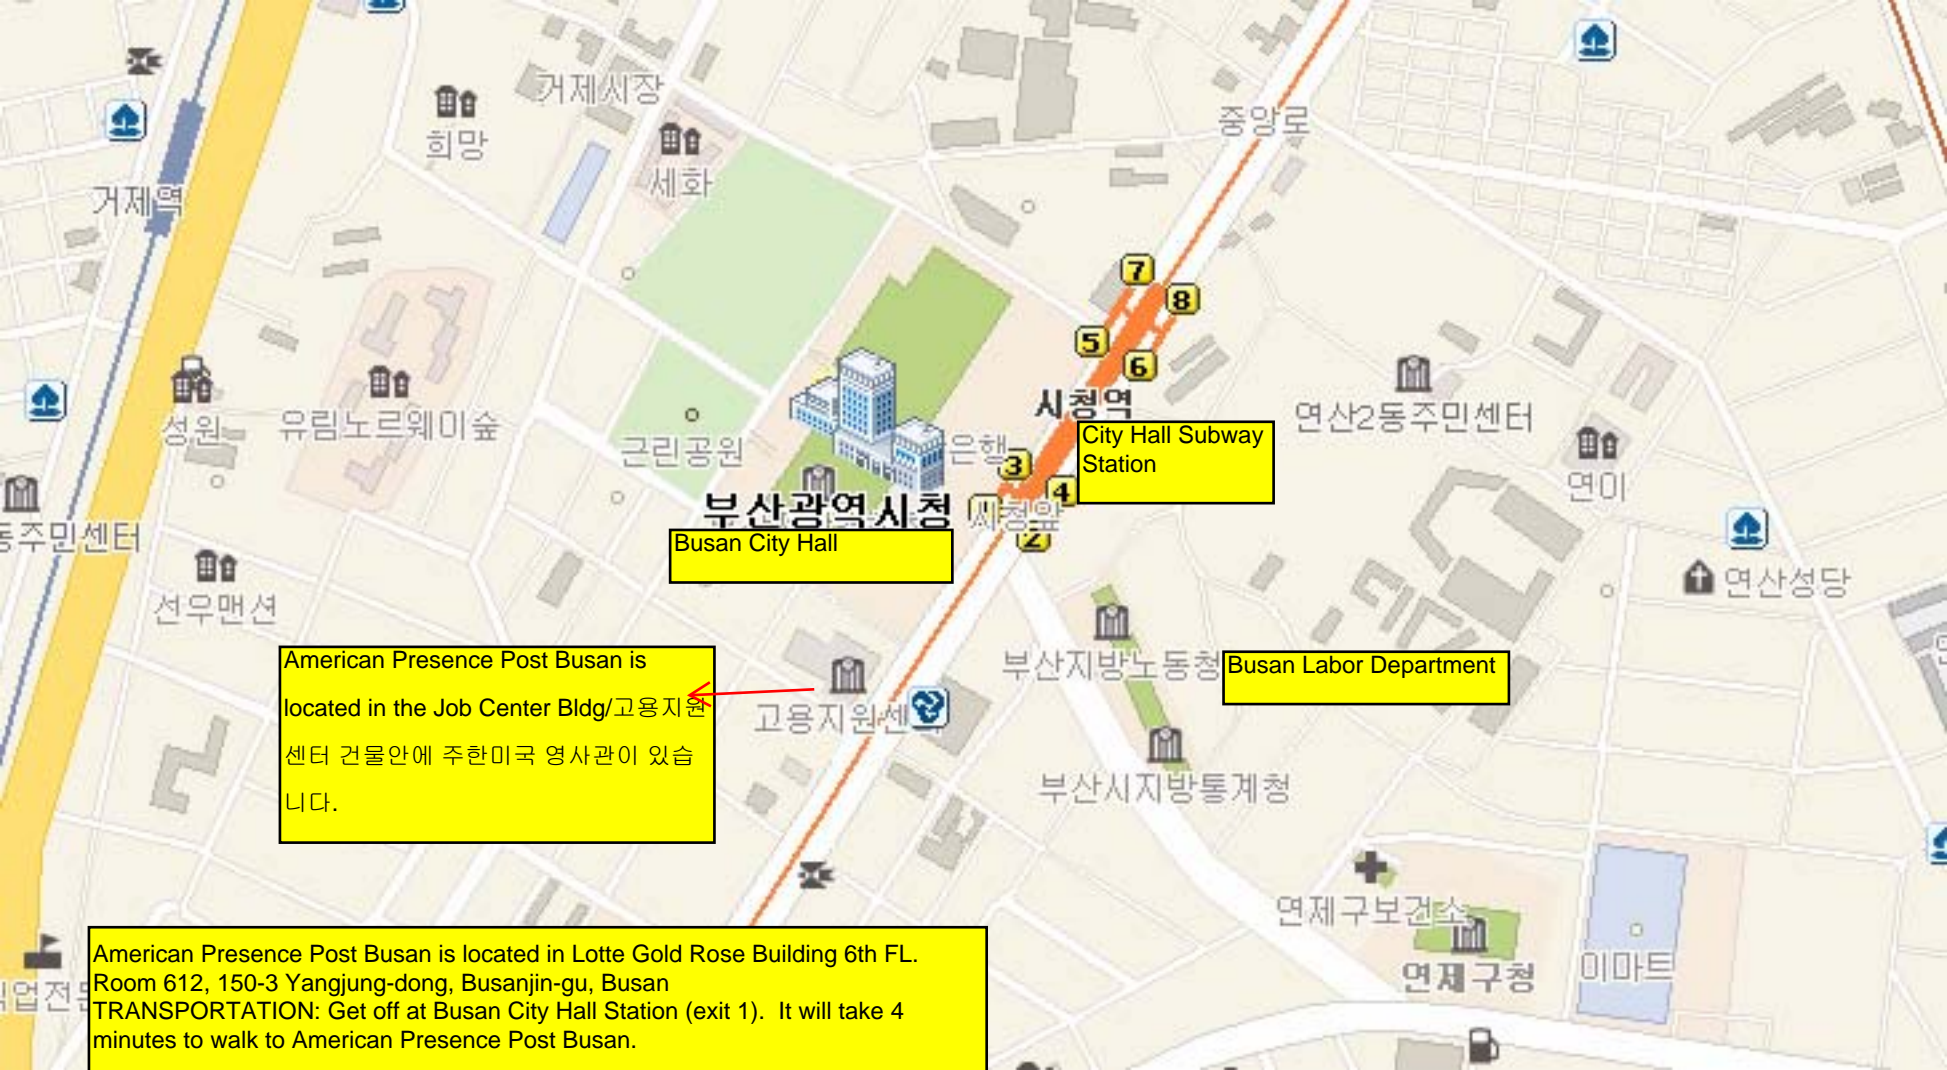 거제시장
희망
세화
중앙로
거제역
7
8
5
6
시청역
City Hall Subway
Station
연산2동주민센터
성원
유림노르웨이숲
근린공원
은행
3
4
연이
부산광역시청
시청앞
2
Busan City Hall
동주민센터
선우맨션
연산성당
American Presence Post Busan is
located in the Job Center Bldg/고용지원
센터 건물안에 주한미국 영사관이 있습
니다.
부산지방노동청
Busan Labor Department
고용지원센
부산시지방통계청
연제구보건소
연제구청
이마트
American Presence Post Busan is located in Lotte Gold Rose Building 6th FL.
Room 612, 150-3 Yangjung-dong, Busanjin-gu, Busan
TRANSPORTATION: Get off at Busan City Hall Station (exit 1).  It will take 4
minutes to walk to American Presence Post Busan.